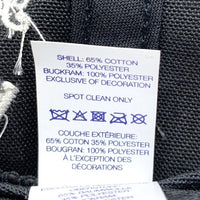 SHELL: 65% COTTON
35% POLYESTER
BUCKRAM: 100% POLYESTER
EXCLUSIVE OF DECORATION
SPOT CLEAN ONLY
COUCHE EXTÉRIEURE:
65% COTON 35% POLYESTER
BOUGRAN: 100% POLYESTER
À L'EXCEPTION DES
DÉCORATIONS